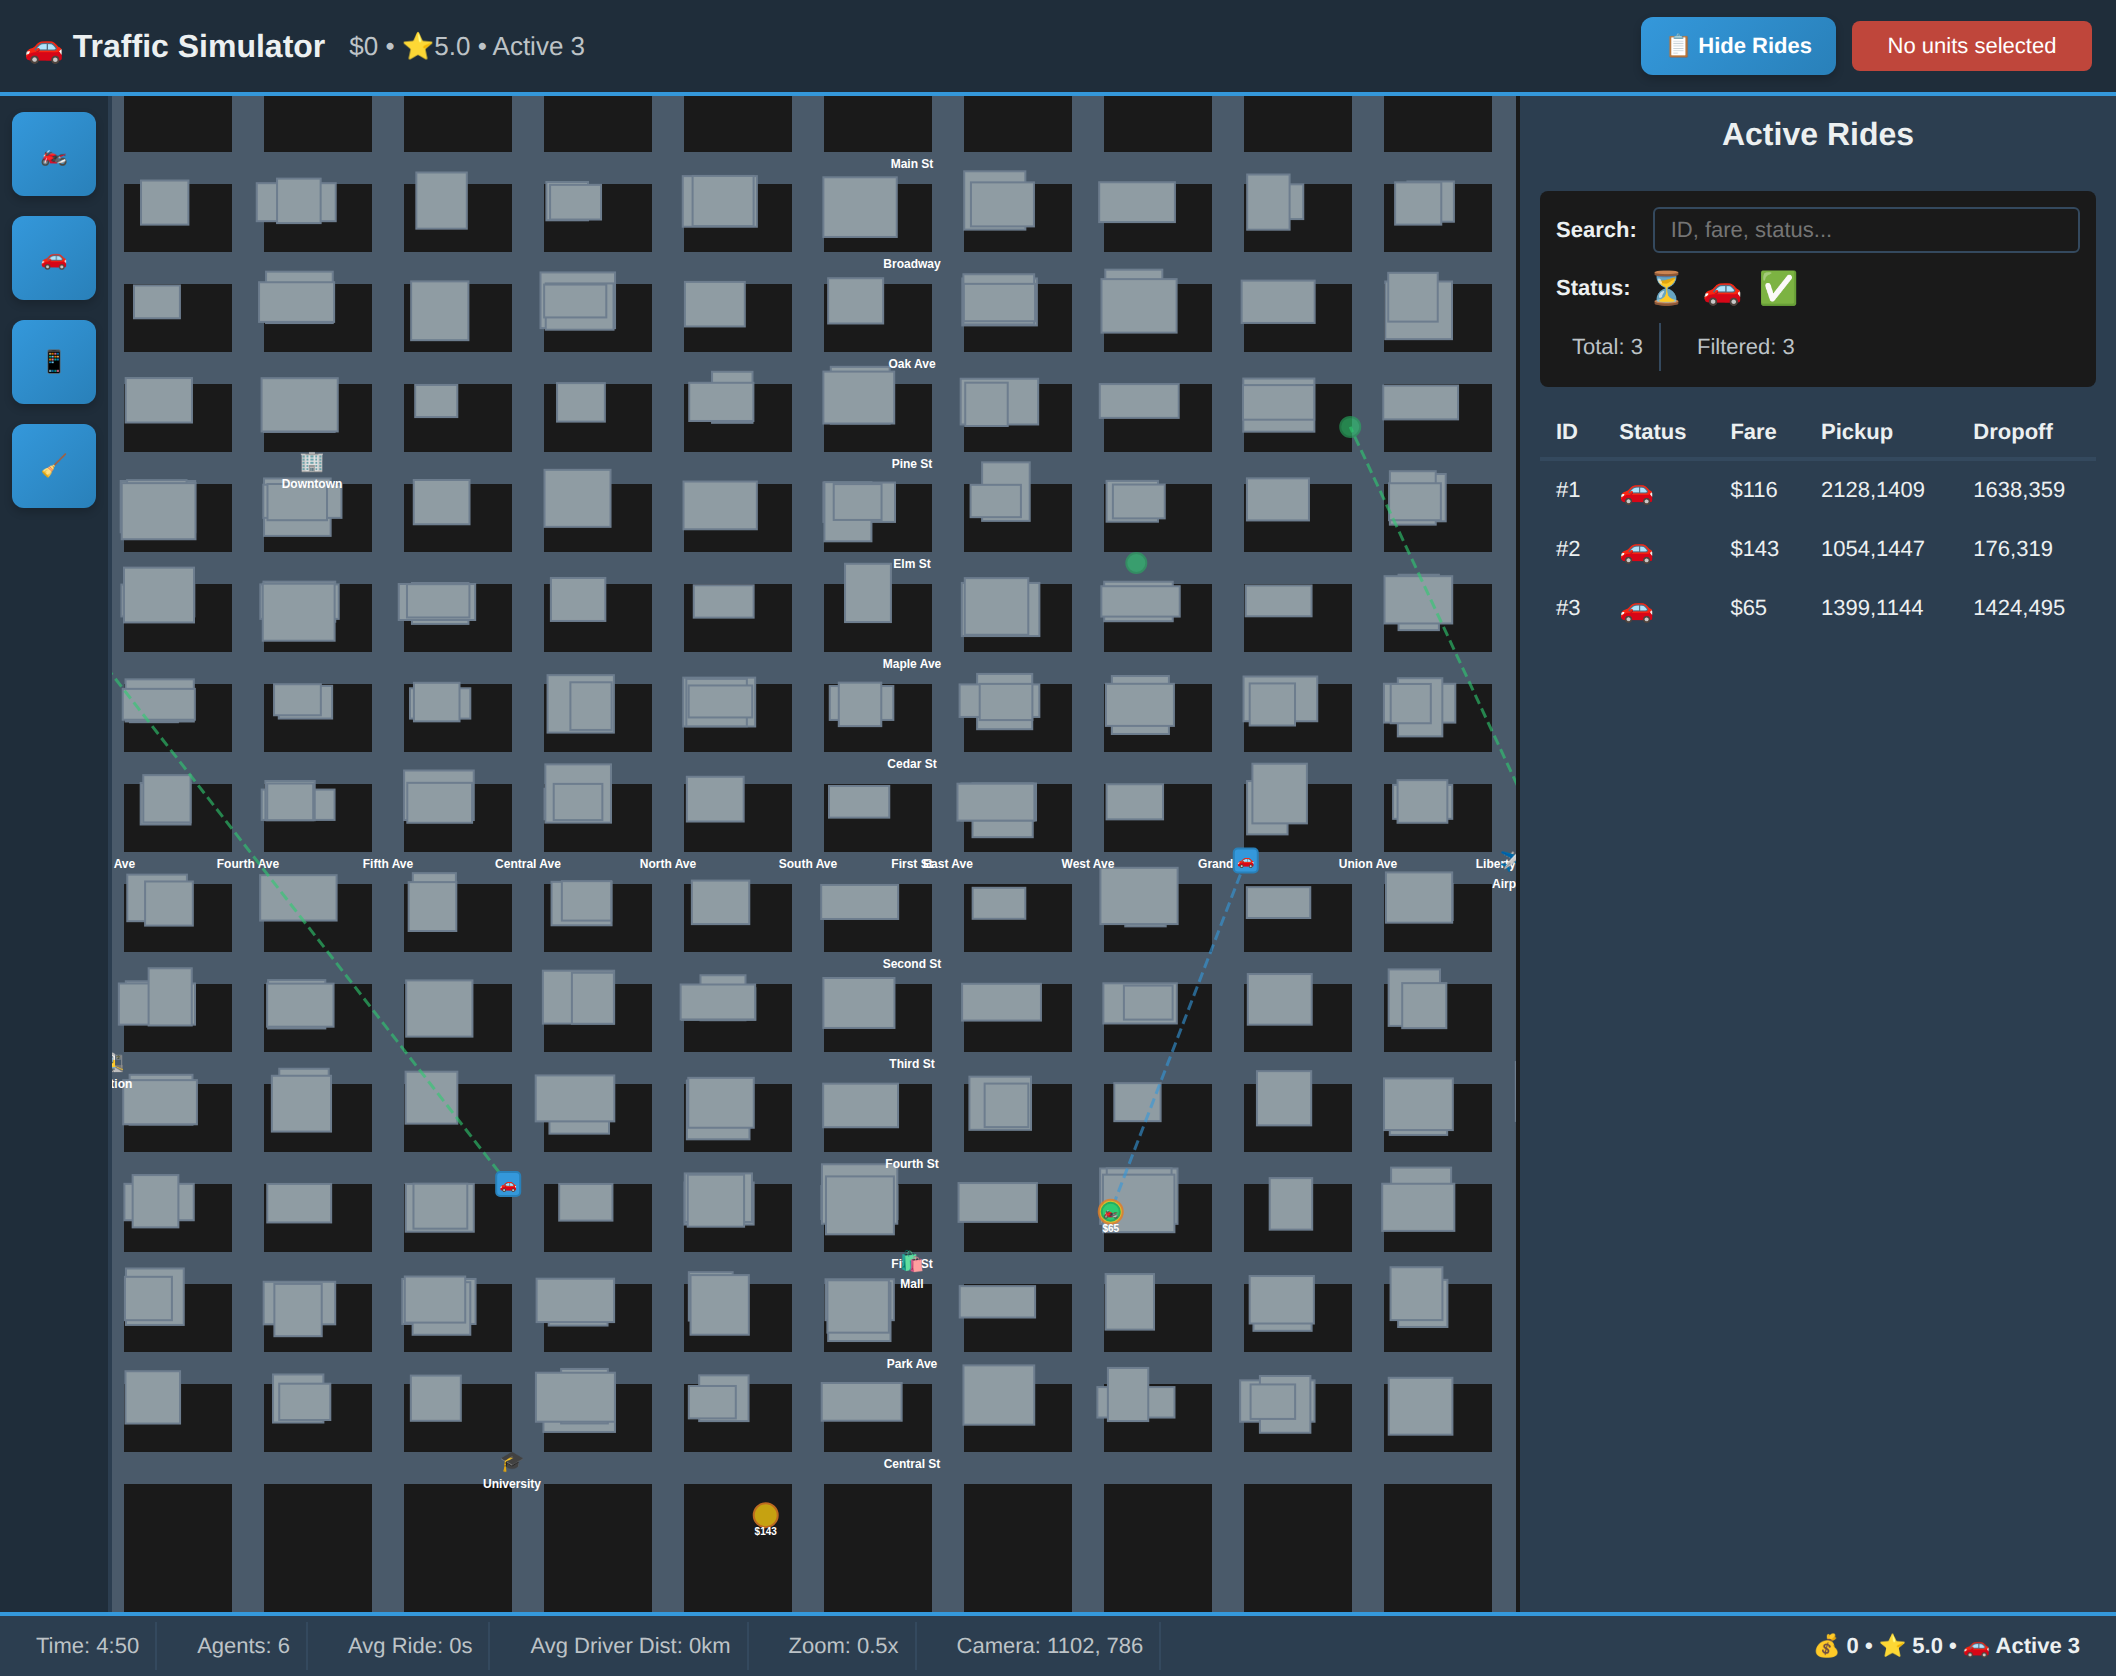 🚗 Traffic Simulator
$0 • ⭐5.0 • Active 3
📋 Hide Rides
No units selected
Main St
Broadway
Oak Ave
Pine St
Downtown
Elm St
Maple Ave
Cedar St
Ave
Fourth Ave
Fifth Ave
Central Ave
North Ave
South Ave
First St
East Ave
West Ave
Grand
Union Ave
Liberty
Airp
Second St
Third St
tion
Fourth St
$65
Mall
Park Ave
Central St
University
$143
Active Rides
Search: ID, fare, status...
Status: ⏳ 🚗 ✅
Total: 3 Filtered: 3
ID Status Fare Pickup Dropoff
#1 🚗 $116 2128,1409 1638,359
#2 🚗 $143 1054,1447 176,319
#3 🚗 $65 1399,1144 1424,495
Time: 4:50 Agents: 6 Avg Ride: 0s Avg Driver Dist: 0km Zoom: 0.5x Camera: 1102, 786
💰 0 • ⭐ 5.0 • 🚗 Active 3